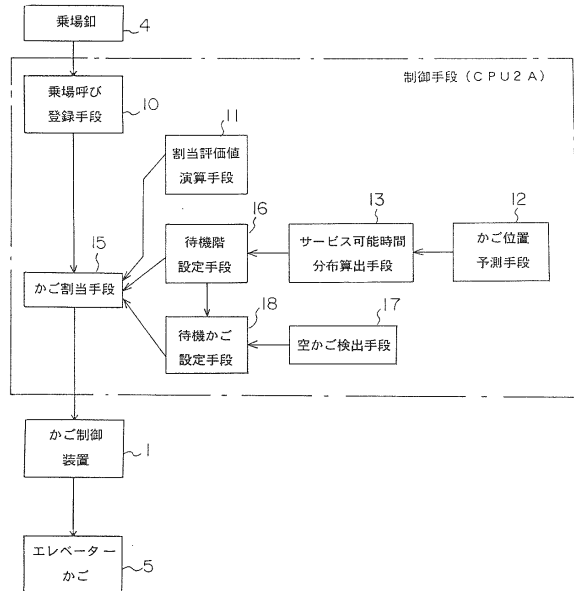 乗場釦
4
制御手段(CPU2A)
乗場呼び
登録手段
10
11
割当評価値
演算手段
16
待機階
設定手段
13
サービス可能時間
分布算出手段
12
かご位置
予測手段
15
かご割当手段
18
待機かご
設定手段
17
空かご検出手段
かご制御
装置
1
エレベーター
かご
5